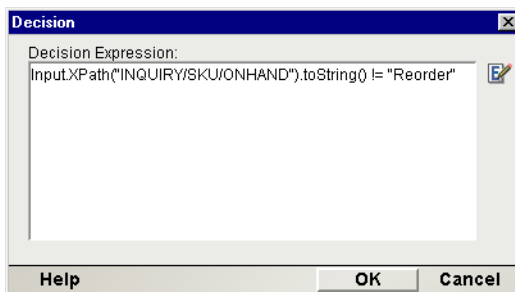 Decision
Decision Expression:
Input.XPath("INQUIRY/SKU/ONHAND").toString() != "Reorder"
Help
OK
Cancel